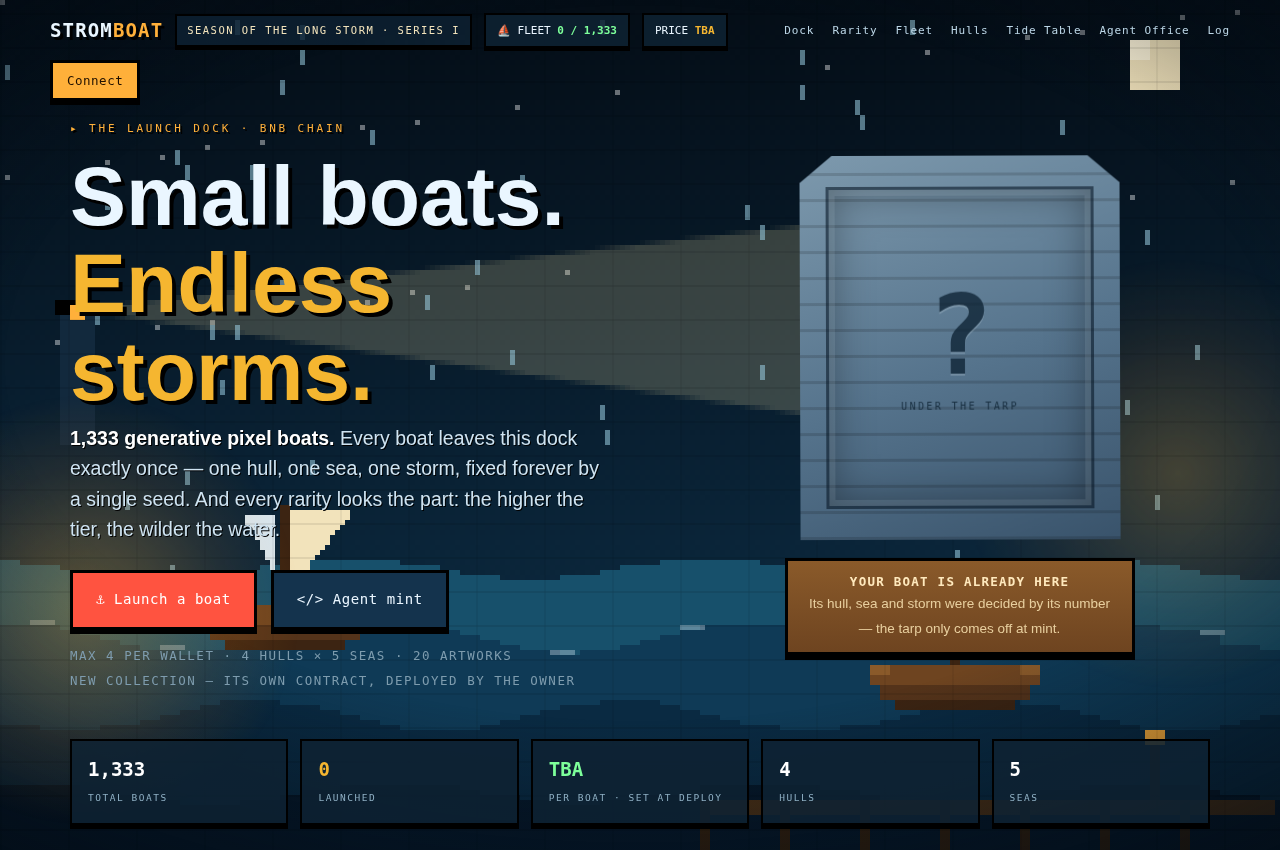 STROMBOAT
SEASON OF THE LONG STORM · SERIES I
⛵ FLEET 0 / 1,333
PRICE TBA
Dock Rarity Fleet Hulls Tide Table Agent Office Log
Connect
▸ THE LAUNCH DOCK · BNB CHAIN
Small boats.
Endless
storms.
1,333 generative pixel boats. Every boat leaves this dock
exactly once — one hull, one sea, one storm, fixed forever by
a single seed. And every rarity looks the part: the higher the
tier, the wilder the water.
⚓ Launch a boat
</> Agent mint
MAX 4 PER WALLET · 4 HULLS × 5 SEAS · 20 ARTWORKS
NEW COLLECTION — ITS OWN CONTRACT, DEPLOYED BY THE OWNER
?
UNDER THE TARP
YOUR BOAT IS ALREADY HERE
Its hull, sea and storm were decided by its number
— the tarp only comes off at mint.
1,333
TOTAL BOATS
0
LAUNCHED
TBA
PER BOAT · SET AT DEPLOY
4
HULLS
5
SEAS